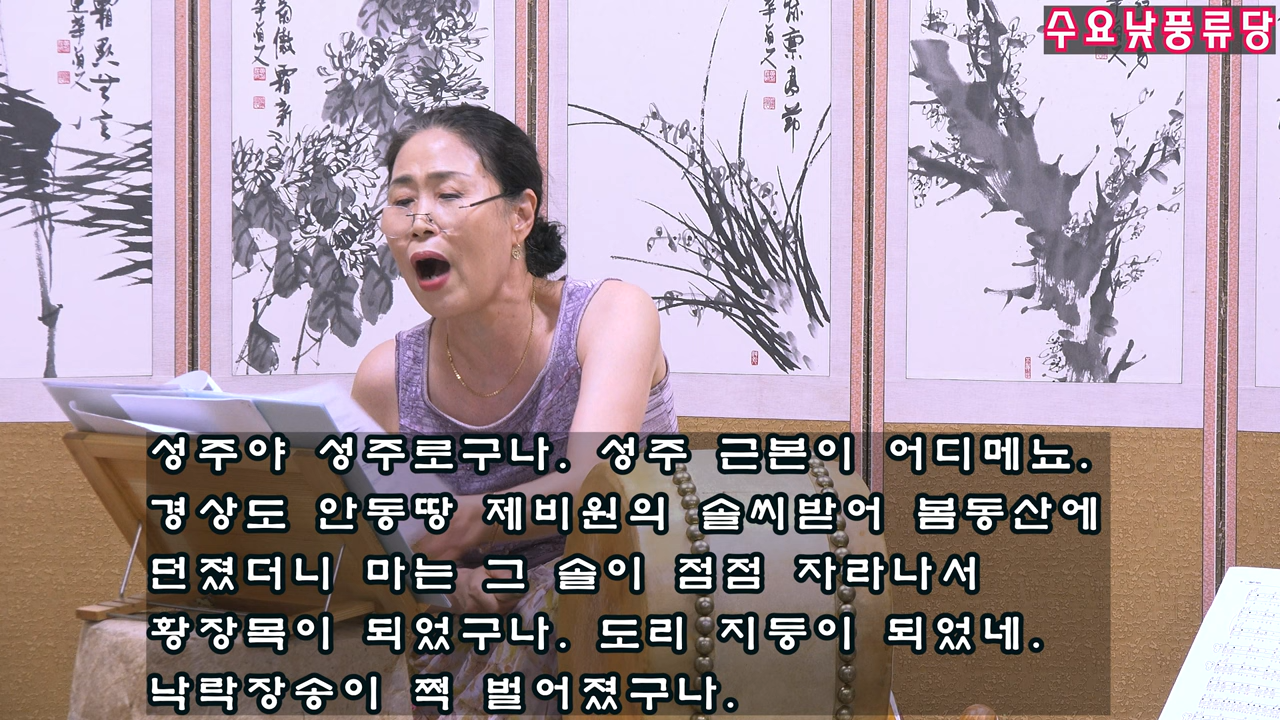 수요낮풍류당
성주야 성주로구나. 성주 근본이 어디메뇨.
경상도 안동땅 제비원의 솔씨받어 봄동산에
던졌더니 마는 그 솔이 점점 자라나서
황장목이 되었구나. 도리 지둥이 되었네.
낙락장송이 쩍 벌어졌구나.